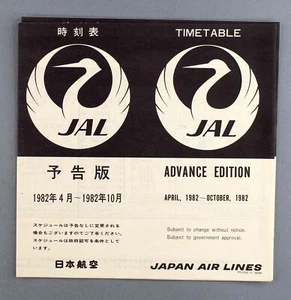 時刻表
TIMETABLE
JAL
JAL
予告版
ADVANCE EDITION
1982年4月～1982年10月
APRIL, 1982～OCTOBER, 1982
スケジュールは予告なしに変更される
場合もございますのでご了承ください。
スケジュールは政府認可を条件として
います。
Subject to change without notice.
Subject to government approval.
日本航空
JAPAN AIR LINES